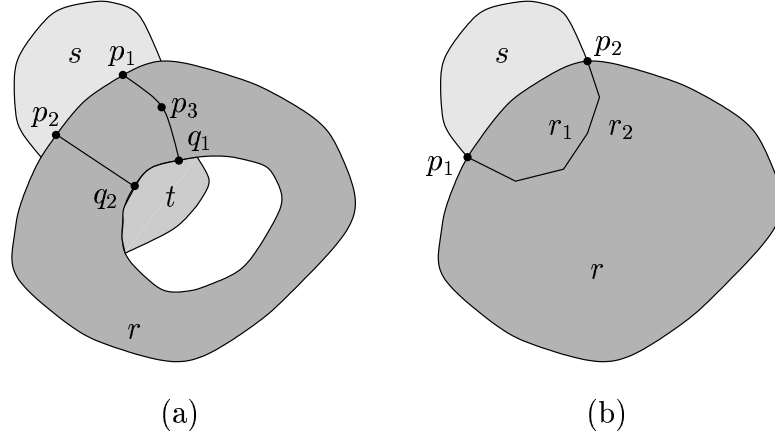 s
p₁
p₃
p₂
q₁
q₂
t
r
(a)
s
p₂
r₁
r₂
p₁
r
(b)